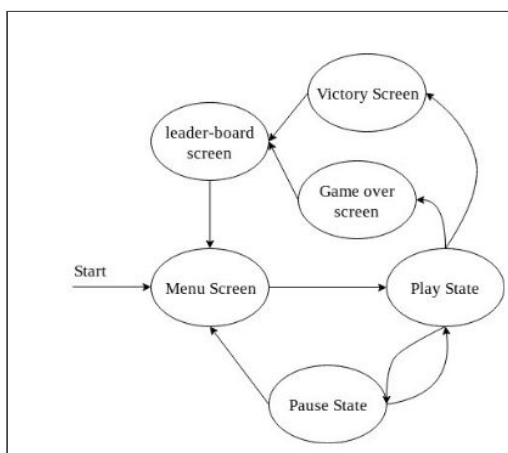 Victory Screen
leader-board
screen
Game over
screen
Start
Menu Screen
Play State
Pause State